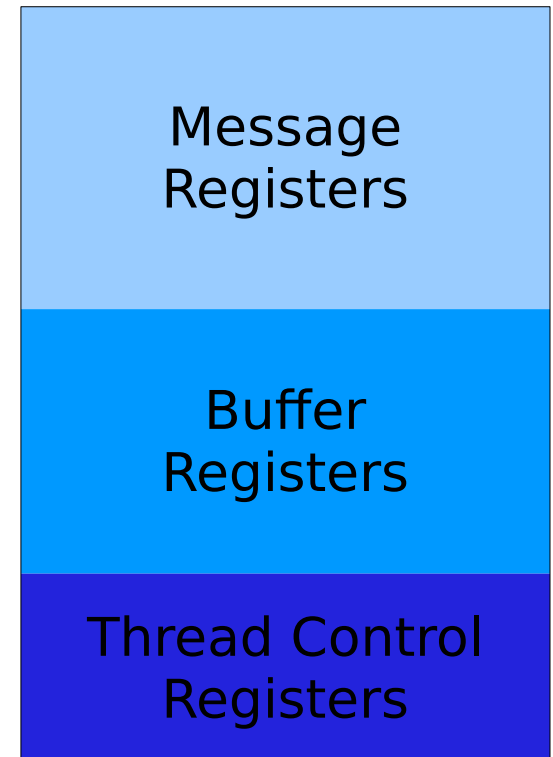 Message
Registers
Buffer
Registers
Thread Control
Registers